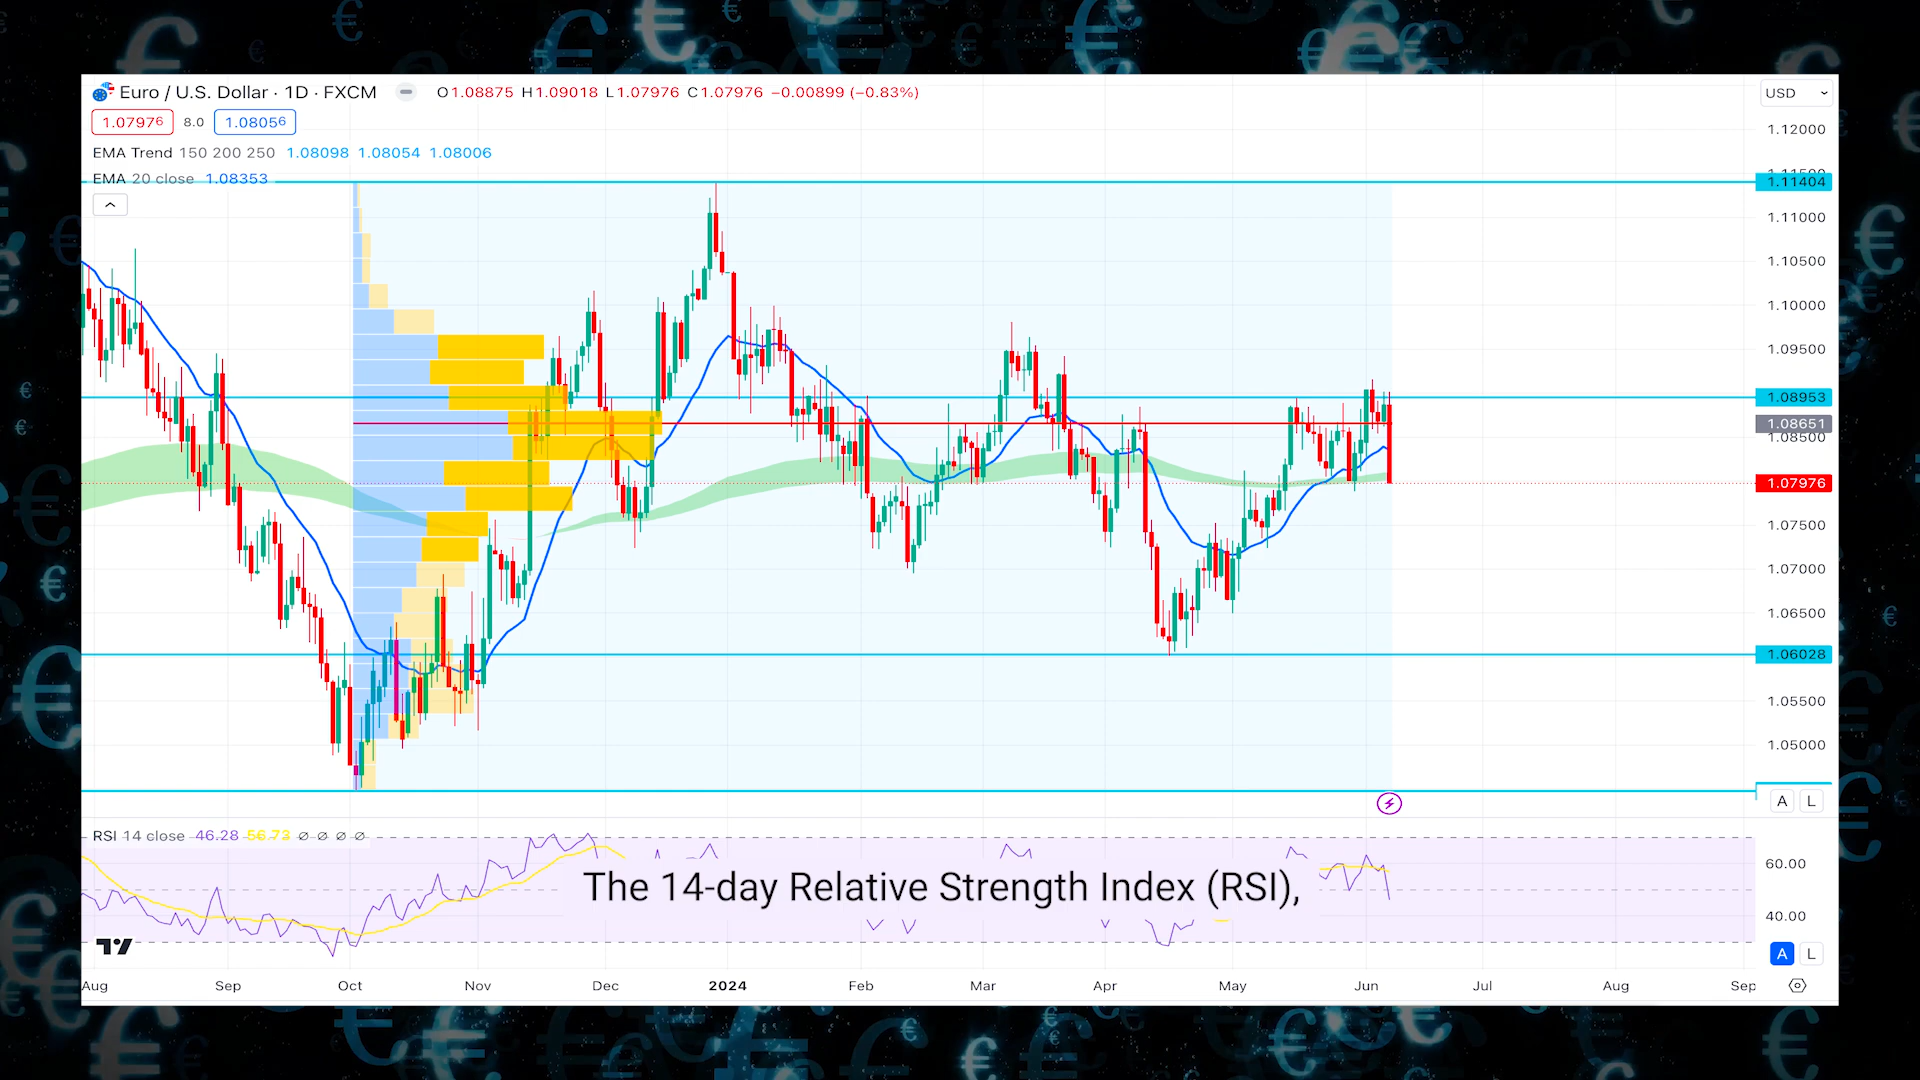 Euro / U.S. Dollar · 1D · FXCM O1.08875 H1.09018 L1.07976 C1.07976 −0.00899 (−0.83%)
USD
1.07976 8.0 1.08056
EMA Trend 150 200 250 1.08098 1.08054 1.08006
EMA 20 close 1.08353
1.12000
1.11404
1.11000
1.10500
1.10000
1.09500
1.08953
1.08651
1.08500
1.07976
1.07500
1.07000
1.06500
1.06028
1.05500
1.05000
A L
RSI 14 close 46.28 56.73 ∅ ∅ ∅ ∅
60.00
The 14-day Relative Strength Index (RSI),
40.00
A L
Aug Sep Oct Nov Dec 2024 Feb Mar Apr May Jun Jul Aug Sep